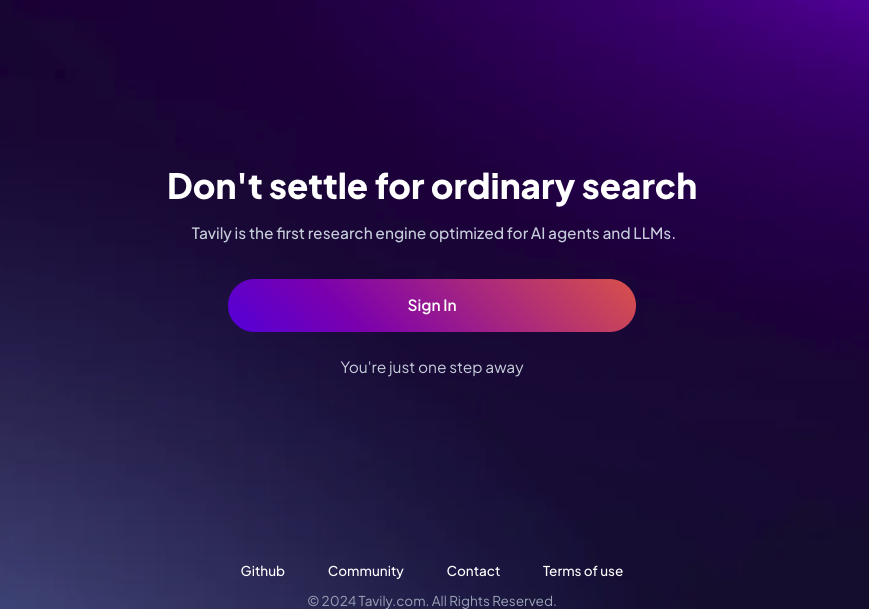 Don't settle for ordinary search
Tavily is the first research engine optimized for AI agents and LLMs.
Sign In
You're just one step away
Github Community Contact Terms of use
© 2024 Tavily.com. All Rights Reserved.